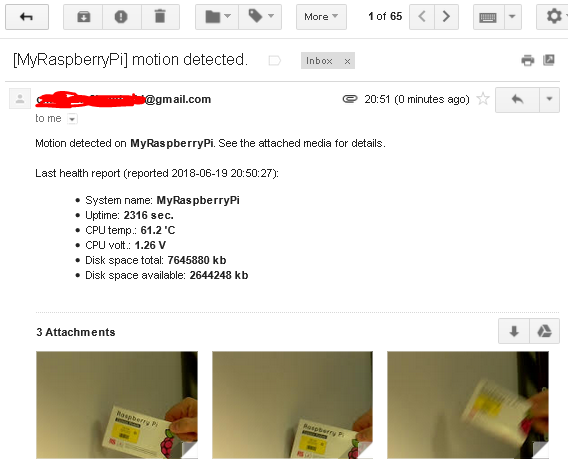 More
1 of 65
[MyRaspberryPi] motion detected.
Inbox x
@gmail.com
20:51 (0 minutes ago)
to me
Motion detected on MyRaspberryPi. See the attached media for details.
Last health report (reported 2018-06-19 20:50:27):
System name: MyRaspberryPi
Uptime: 2316 sec.
CPU temp.: 61.2 'C
CPU volt.: 1.26 V
Disk space total: 7645880 kb
Disk space available: 2644248 kb
3 Attachments
Raspberry Pi
Raspberry Pi